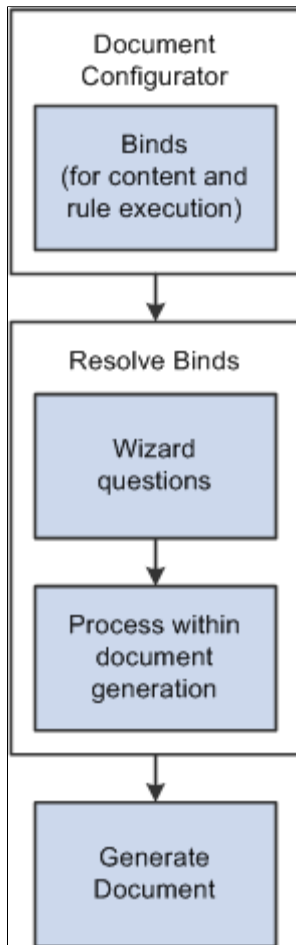 Document
Configurator
Binds
(for content and
rule execution)
Resolve Binds
Wizard
questions
Process within
document
generation
Generate
Document